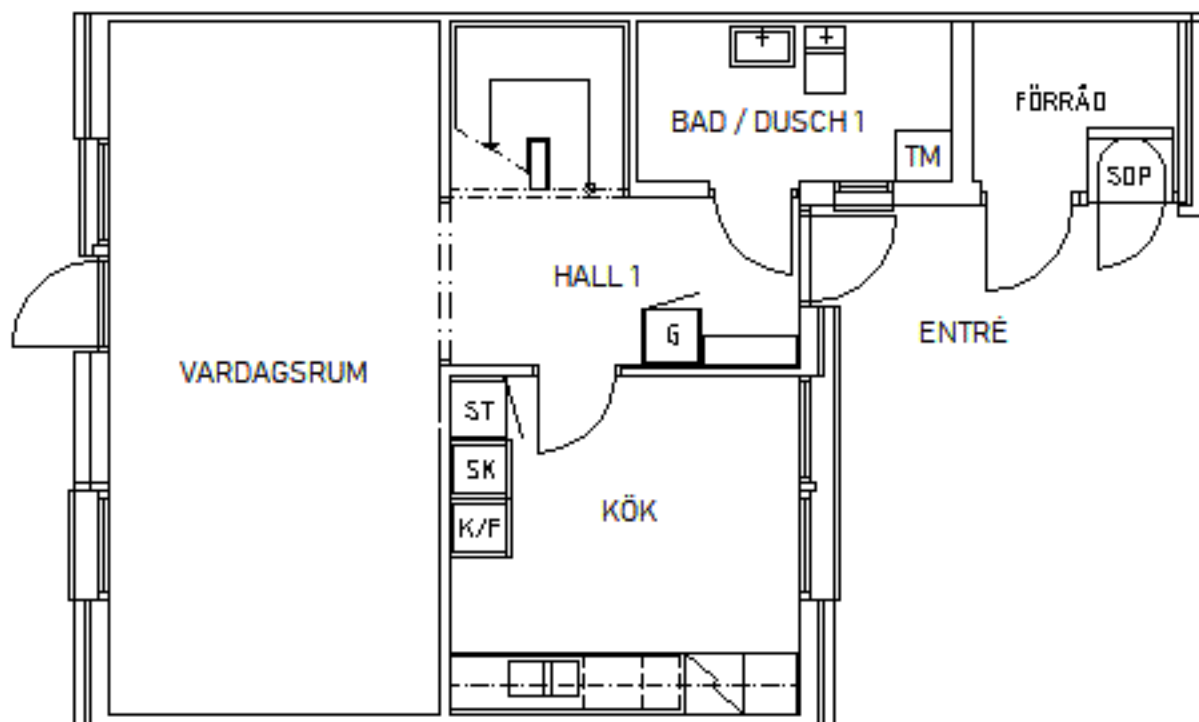 FÖRRÅD
BAD / DUSCH 1
TM
SOP
HALL 1
G
ENTRÉ
VARDAGSRUM
ST
SK
KÖK
K/F